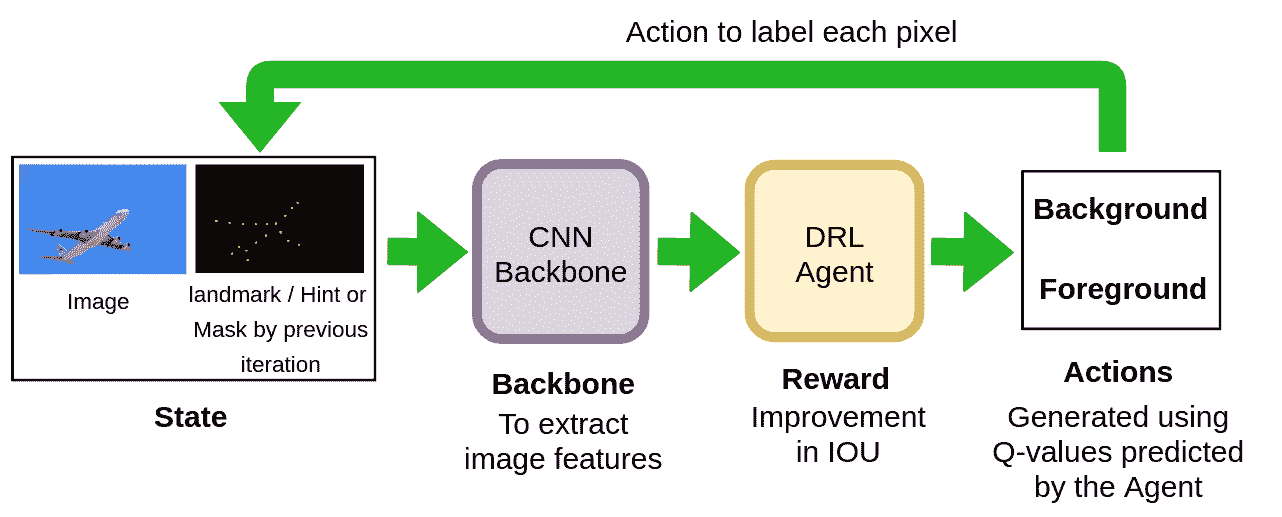 Action to label each pixel
Image
landmark / Hint or
Mask by previous
iteration
State
CNN
Backbone
Backbone
To extract
image features
DRL
Agent
Reward
Improvement
in IOU
Background
Foreground
Actions
Generated using
Q-values predicted
by the Agent